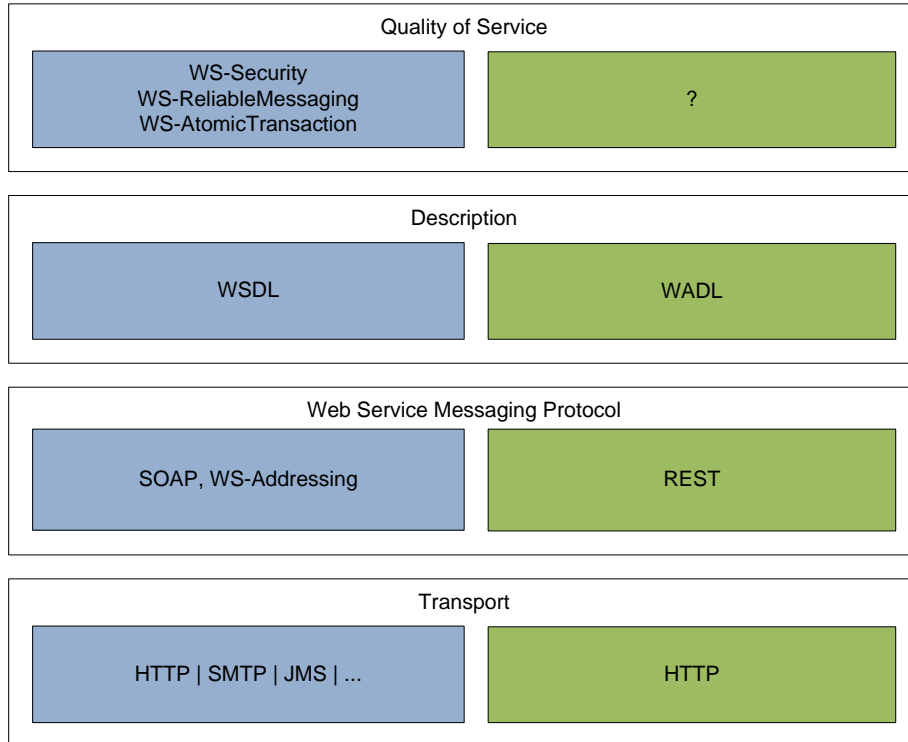 Quality of Service
WS-Security
WS-ReliableMessaging
WS-AtomicTransaction
?
Description
WSDL
WADL
Web Service Messaging Protocol
SOAP, WS-Addressing
REST
Transport
HTTP | SMTP | JMS | ...
HTTP